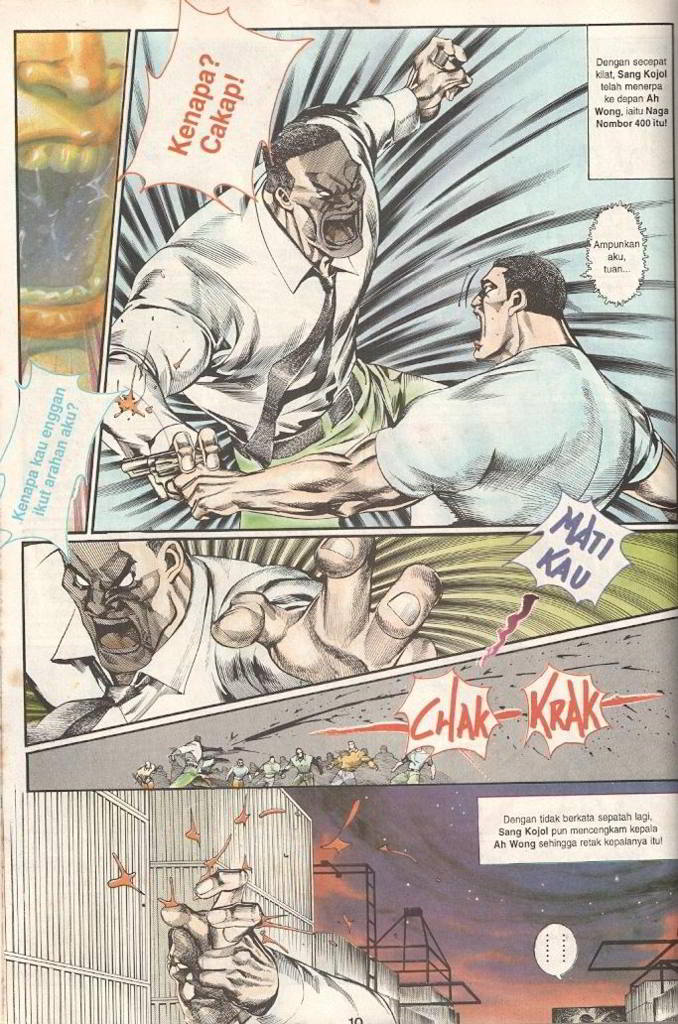 Kenapa?
Cakap!
Dengan secepat
kilat, Sang Kojol
telah menerpa
ke depan Ah
Wong, iaitu Naga
Nombor 400 itu!
Ampunkan
aku,
tuan...
Kenapa kau enggan
ikut arahan aku?
MATI
KAU
CHAK
KRAK
Dengan tidak berkata sepatah lagi,
Sang Kojol pun mencengkam kepala
Ah Wong sehingga retak kepalanya itu!
10